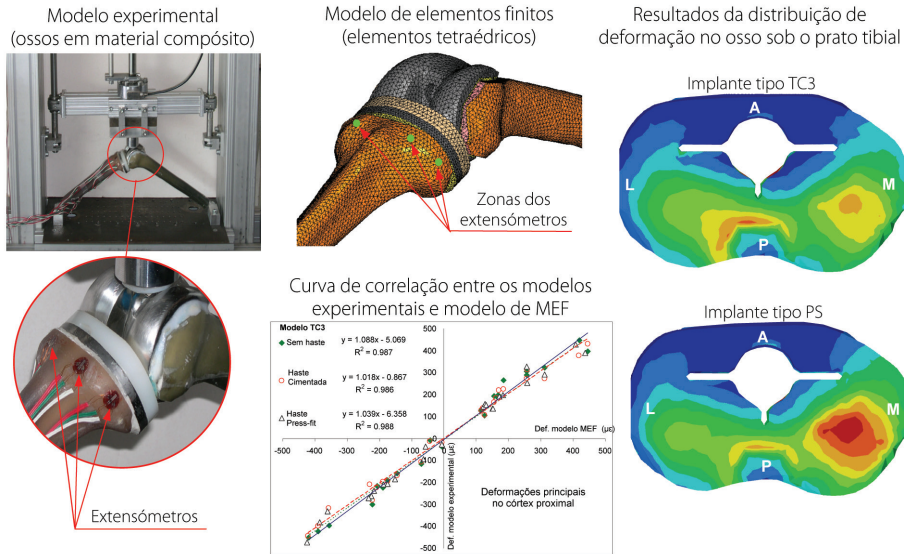 Modelo experimental
(ossos em material compósito)
Extensómetros
Modelo de elementos finitos
(elementos tetraédricos)
Zonas dos
extensómetros
Curva de correlação entre os modelos
experimentais e modelo de MEF
Modelo TC3
Sem haste
y = 1.088x - 5.069
R² = 0.987
Haste
Cimentada
y = 1.018x - 0.867
R² = 0.986
Haste
Press-fit
y = 1.039x - 6.358
R² = 0.988
500
400
300
200
100
-0
-100
-200
-300
-400
-500
-500 -400 -300 -200 -100 0 100 200 300 400 500
Def. modelo MEF (με)
Def. modelo experimental (με)
Deformações principais
no córtex proximal
Resultados da distribuição de
deformação no osso sob o prato tibial
Implante tipo TC3
A
L
M
P
Implante tipo PS
A
L
M
P